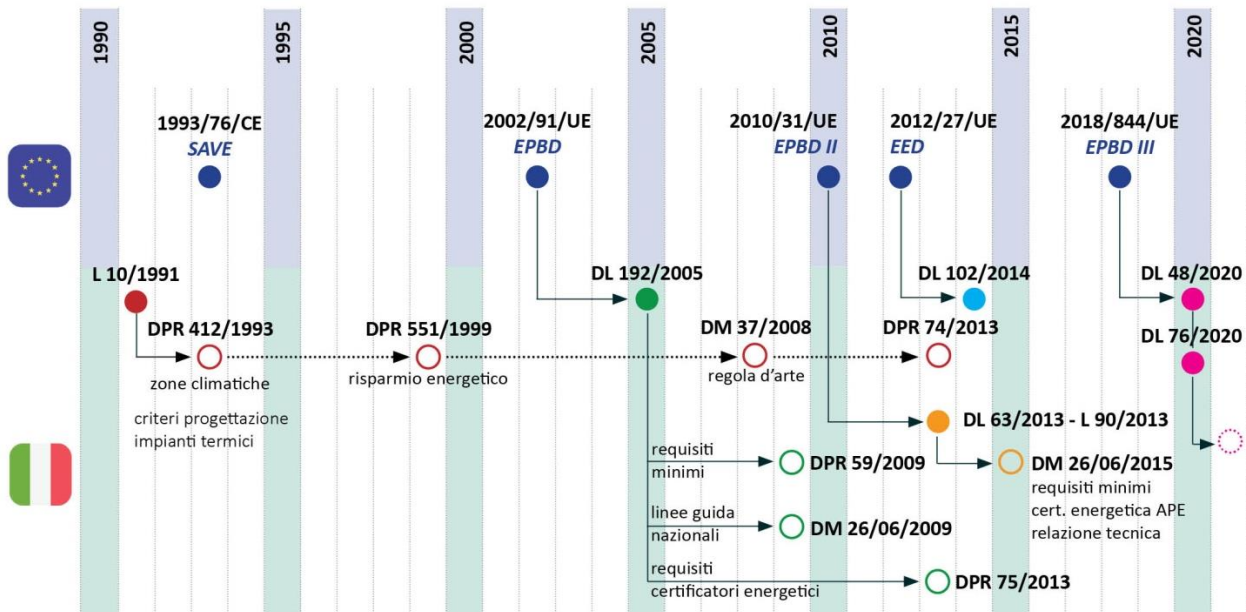 1990
1995
2000
2005
2010
2015
2020
1993/76/CE
SAVE
2002/91/UE
EPBD
2010/31/UE
EPBD II
2012/27/UE
EED
2018/844/UE
EPBD III
L 10/1991
DL 192/2005
DL 102/2014
DL 48/2020
DPR 412/1993
zone climatiche
criteri progettazione
impianti termici
DPR 551/1999
risparmio energetico
DM 37/2008
regola d'arte
DPR 74/2013
DL 76/2020
DL 63/2013 - L 90/2013
requisiti
minimi
DPR 59/2009
DM 26/06/2015
requisiti minimi
cert. energetica APE
relazione tecnica
linee guida
nazionali
DM 26/06/2009
requisiti
certificatori energetici
DPR 75/2013